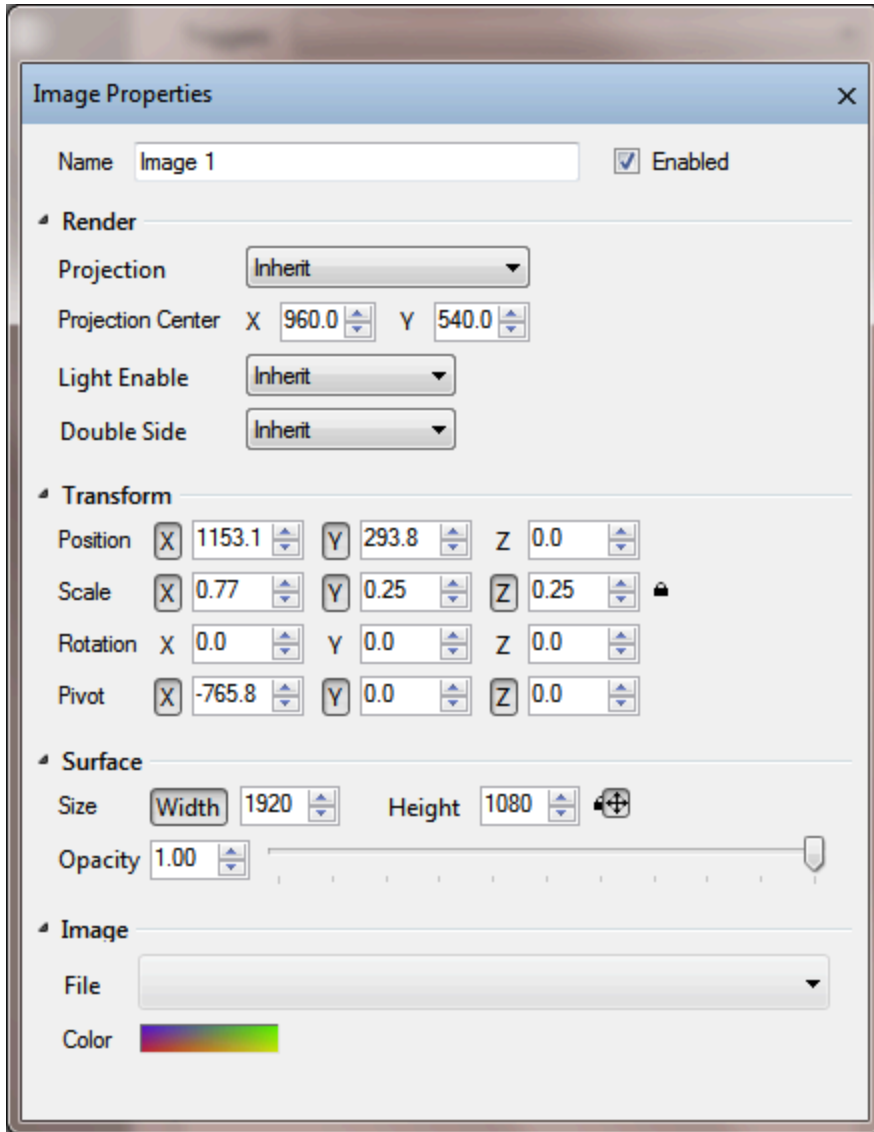 Image Properties
Name Image 1 Enabled
Render
Projection Inherit
Projection Center X 960.0 Y 540.0
Light Enable Inherit
Double Side Inherit
Transform
Position X 1153.1 Y 293.8 Z 0.0
Scale X 0.77 Y 0.25 Z 0.25
Rotation X 0.0 Y 0.0 Z 0.0
Pivot X -765.8 Y 0.0 Z 0.0
Surface
Size Width 1920 Height 1080
Opacity 1.00
Image
File
Color